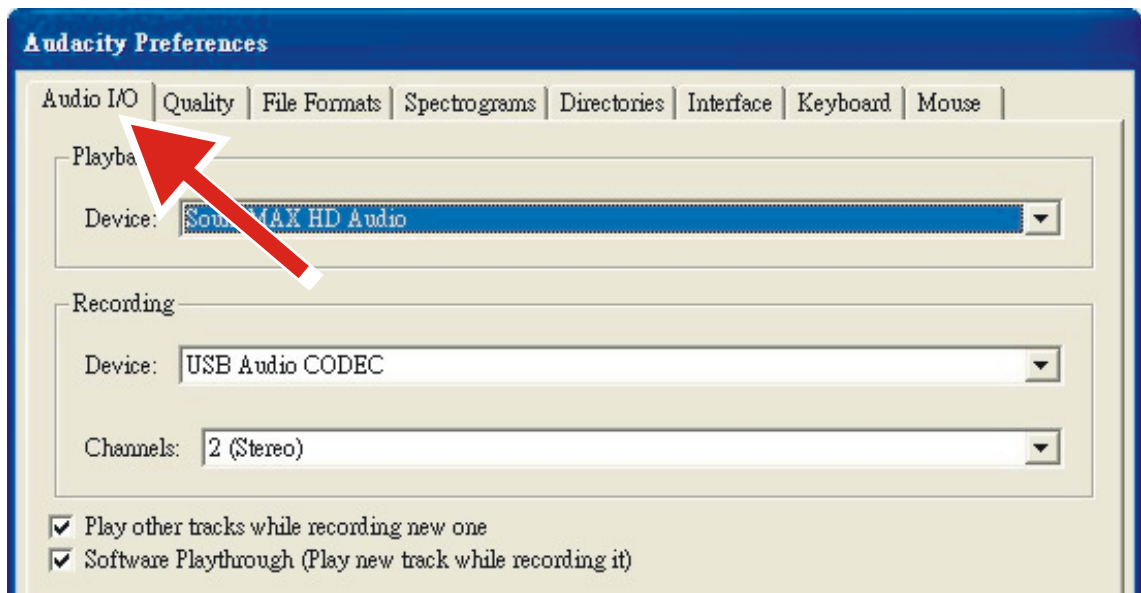 Audacity Preferences
Audio I/O Quality File Formats Spectrograms Directories Interface Keyboard Mouse
Device: HD Audio
Recording
Device: USB Audio CODEC
Channels: 2 (Stereo)
Play other tracks while recording new one
Software Playthrough (Play new track while recording it)